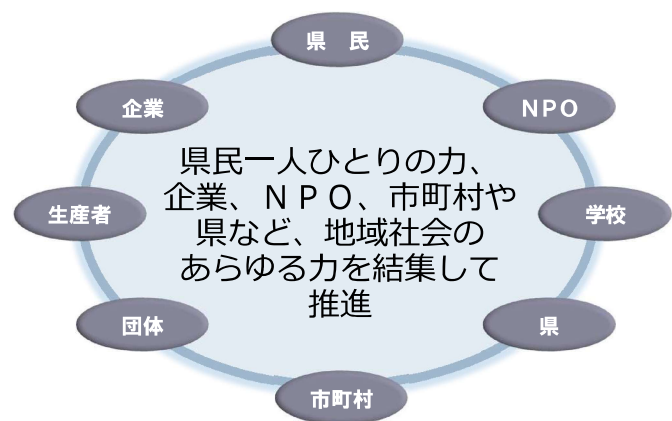 県　民
企業
ＮＰＯ
県民一人ひとりの力、
企業、ＮＰＯ、市町村や
県など、地域社会の
あらゆる力を結集して
推進
生産者
学校
団体
県
市町村